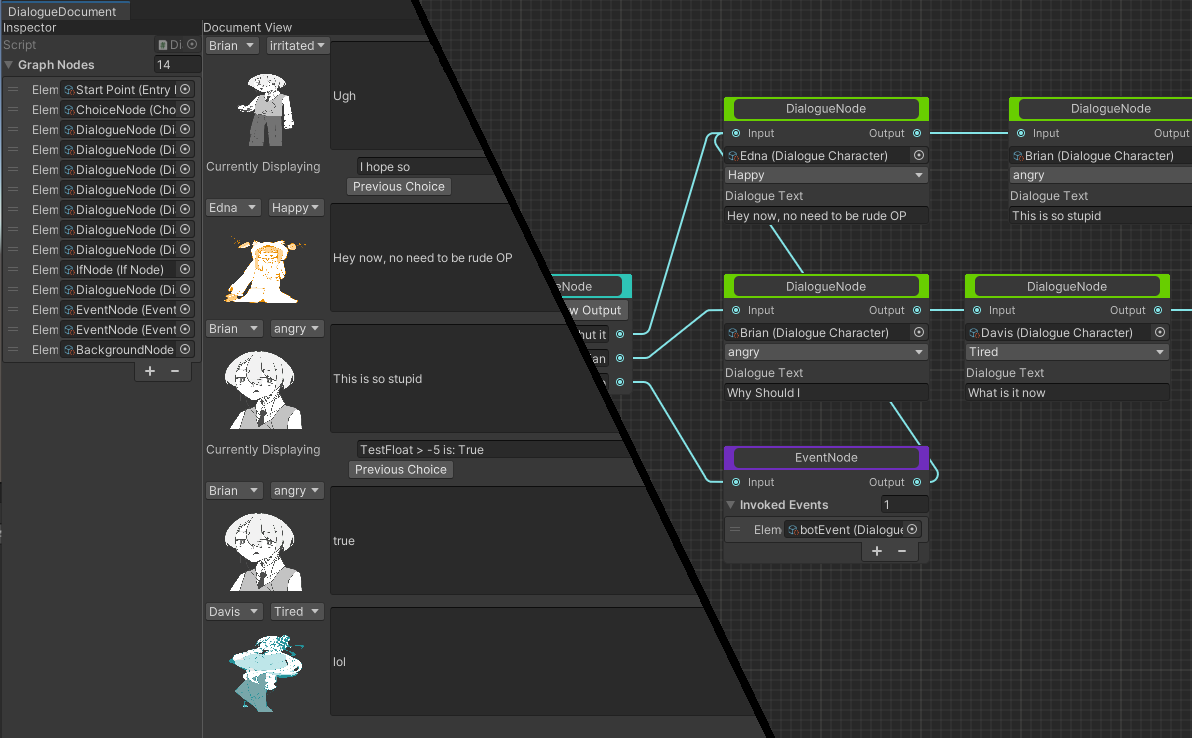 DialogueDocument
Inspector
Script
Di
Graph Nodes
14
Elem
Start Point (Entry
Elem
ChoiceNode (Cho
Elem
DialogueNode (Di
Elem
DialogueNode (Di
Elem
DialogueNode (Di
Elem
DialogueNode (Di
Elem
DialogueNode (Di
Elem
DialogueNode (Di
Elem
DialogueNode (Di
Elem
IfNode (If Node)
Elem
DialogueNode (Di
Elem
EventNode (Event
Elem
EventNode (Event
Elem
BackgroundNode
+ −
Document View
Brian
irritated
Ugh
Currently Displaying
I hope so
Previous Choice
Edna
Happy
Hey now, no need to be rude OP
Brian
angry
This is so stupid
Currently Displaying
TestFloat > -5 is: True
Previous Choice
Brian
angry
true
Davis
Tired
lol
eNode
w Output
hut it
ian
DialogueNode
Input
Output
Edna (Dialogue Character)
Happy
Dialogue Text
Hey now, no need to be rude OP
DialogueNode
Input
Output
Brian (Dialogue Character)
angry
Dialogue Text
This is so stupid
DialogueNode
Input
Output
Brian (Dialogue Character)
angry
Dialogue Text
Why Should I
DialogueNode
Input
Output
Davis (Dialogue Character)
Tired
Dialogue Text
What is it now
EventNode
Input
Output
Invoked Events
1
Elem
botEvent (Dialogue
+ −